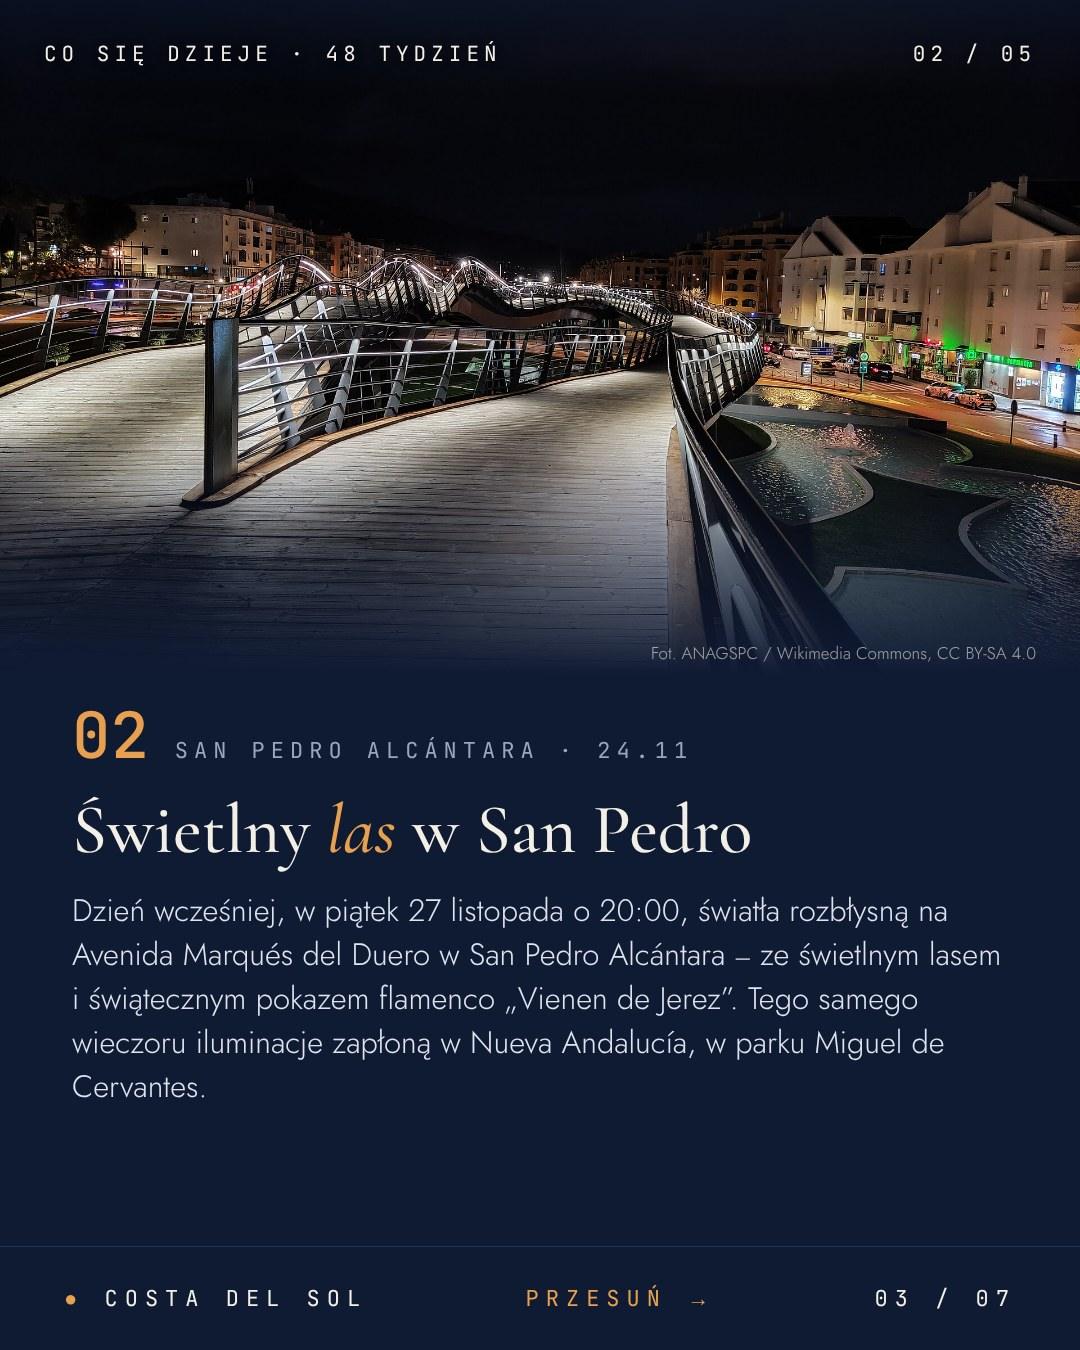 CO SIĘ DZIEJE · 48 TYDZIEŃ
02 / 05
Fot. ANAGSPC / Wikimedia Commons, CC BY-SA 4.0
02 SAN PEDRO ALCÁNTARA · 24.11
Świetlny las w San Pedro
Dzień wcześniej, w piątek 27 listopada o 20:00, światła rozbłysną na
Avenida Marqués del Duero w San Pedro Alcántara – ze świetlnym lasem
i świątecznym pokazem flamenco „Vienen de Jerez”. Tego samego
wieczoru iluminacje zapłoną w Nueva Andalucía, w parku Miguel de
Cervantes.
• COSTA DEL SOL
PRZESUŃ →
03 / 07